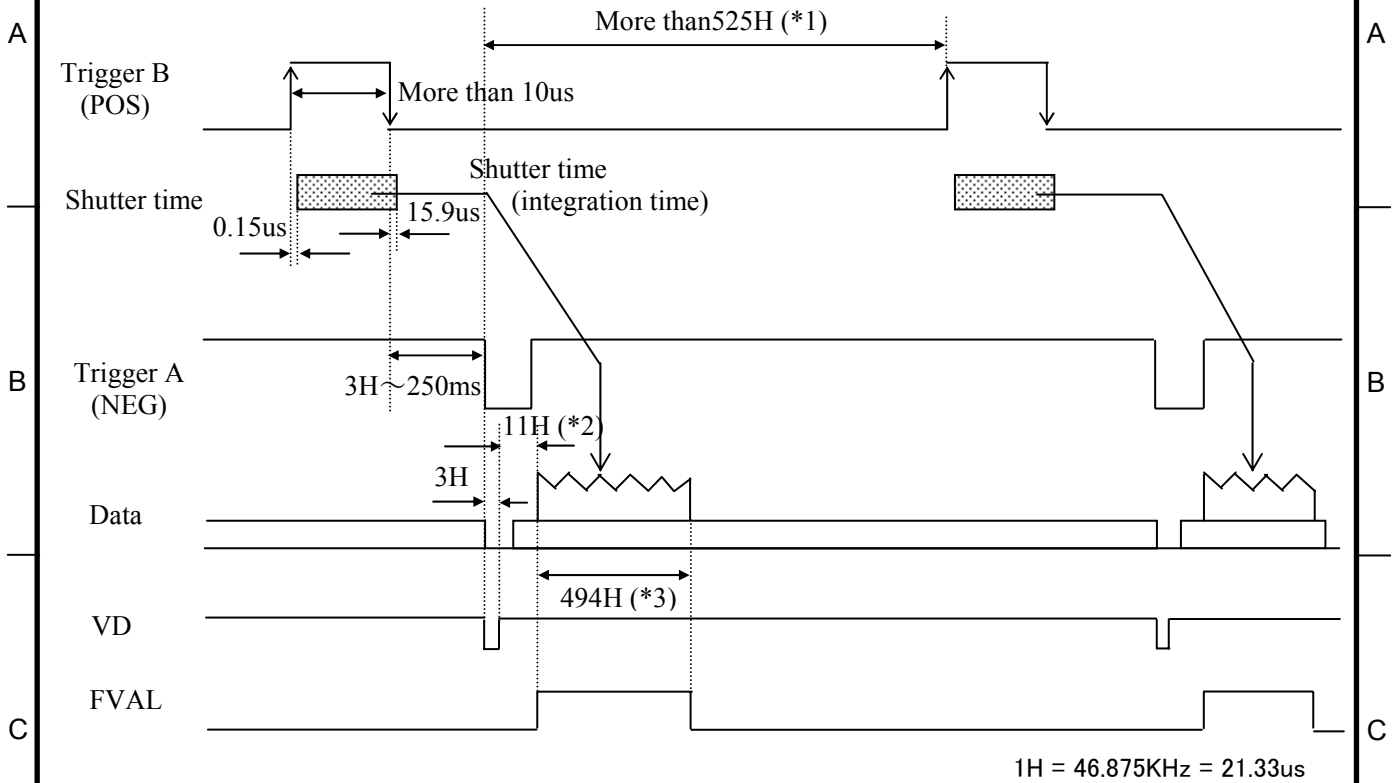 A
A
More than525H (*1)
Trigger B
(POS)
More than 10us
Shutter time
Shutter time
(integration time)
0.15us
15.9us
Trigger A
(NEG)
B
B
3H～250ms
11H (*2)
3H
Data
494H (*3)
VD
FVAL
C
C
1H = 46.875KHz = 21.33us